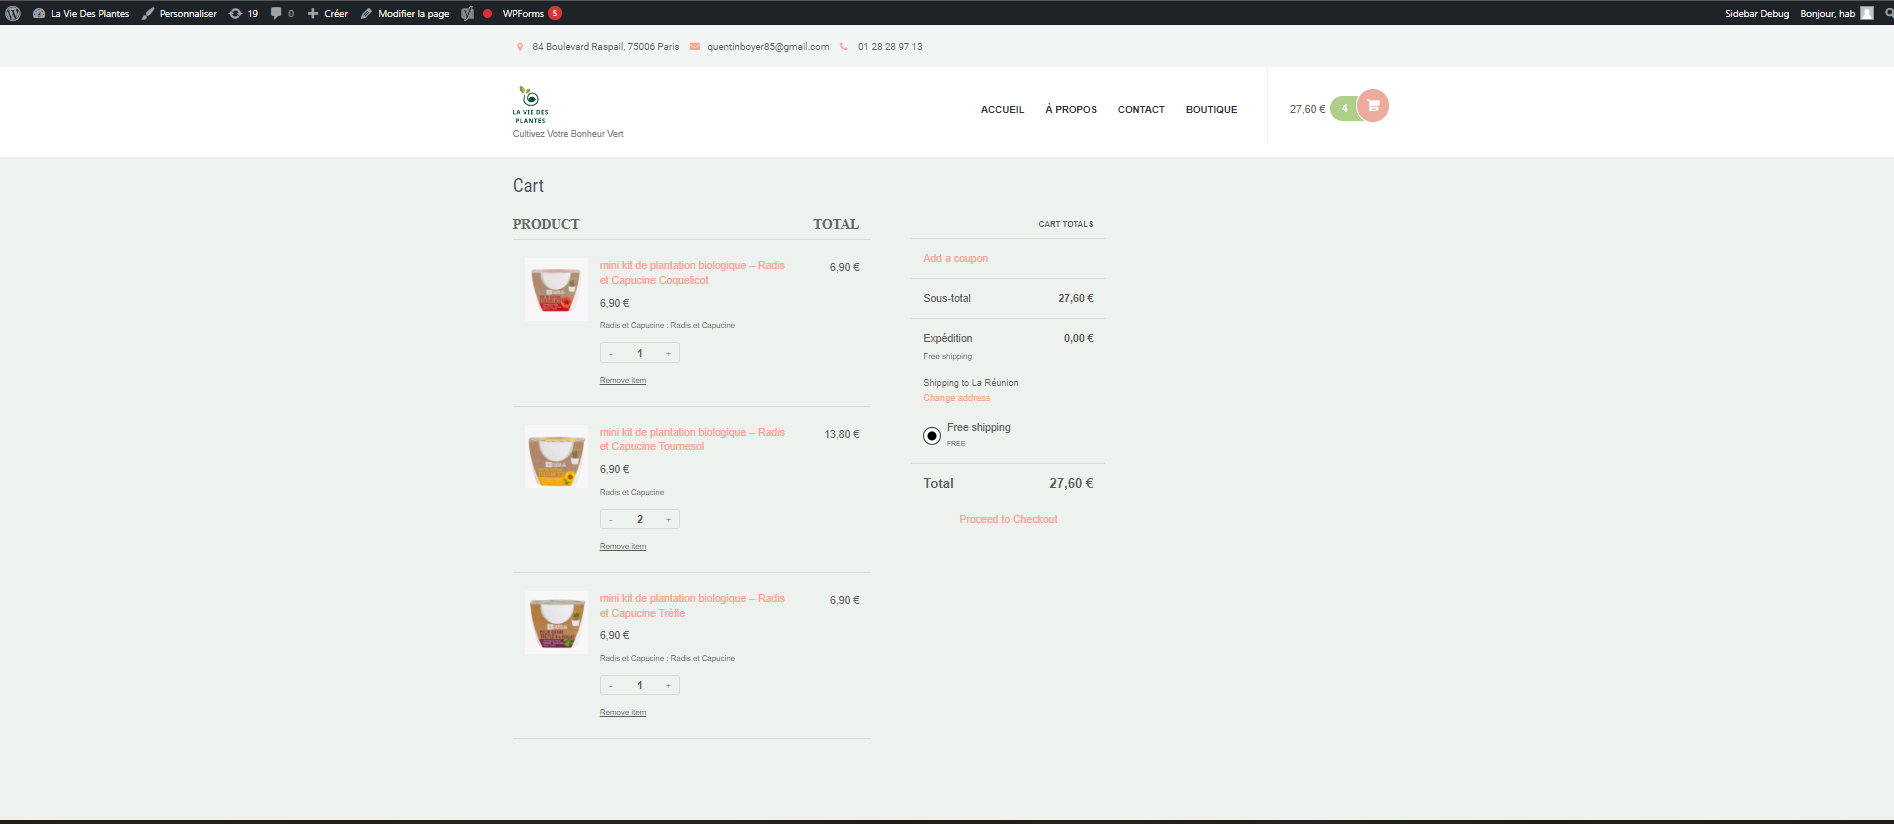 La Vie Des Plantes Personnaliser 19 0 Créer Modifier la page WPForms 5 Sidebar Debug Bonjour, hab
84 Boulevard Raspail, 75006 Paris quentinboyer85@gmail.com 01 28 28 97 13
LA VIE DES
PLANTES
Cultivez Votre Bonheur Vert
ACCUEIL À PROPOS CONTACT BOUTIQUE 27,60 € 4
Cart
PRODUCT TOTAL
mini kit de plantation biologique – Radis 6,90 €
et Capucine Coquelicot
6,90 €
Radis et Capucine : Radis et Capucine
- 1 +
Remove item
mini kit de plantation biologique – Radis 13,80 €
et Capucine Tournesol
6,90 €
Radis et Capucine
- 2 +
Remove item
mini kit de plantation biologique – Radis 6,90 €
et Capucine Trèfle
6,90 €
Radis et Capucine : Radis et Capucine
- 1 +
Remove item
CART TOTALS
Add a coupon
Sous-total 27,60 €
Expédition 0,00 €
Free shipping
Shipping to La Réunion
Change address
Free shipping
FREE
Total 27,60 €
Proceed to Checkout